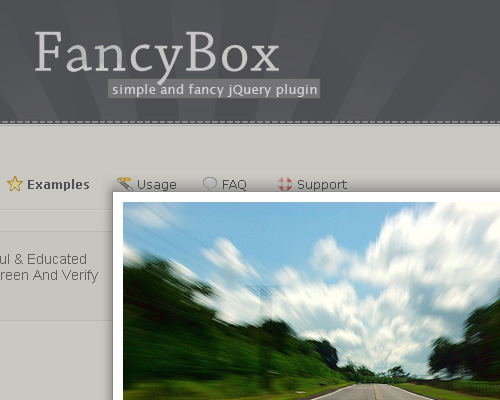 FancyBox
simple and fancy jQuery plugin
Examples Usage FAQ Support
ul & Educated
reen And Verify